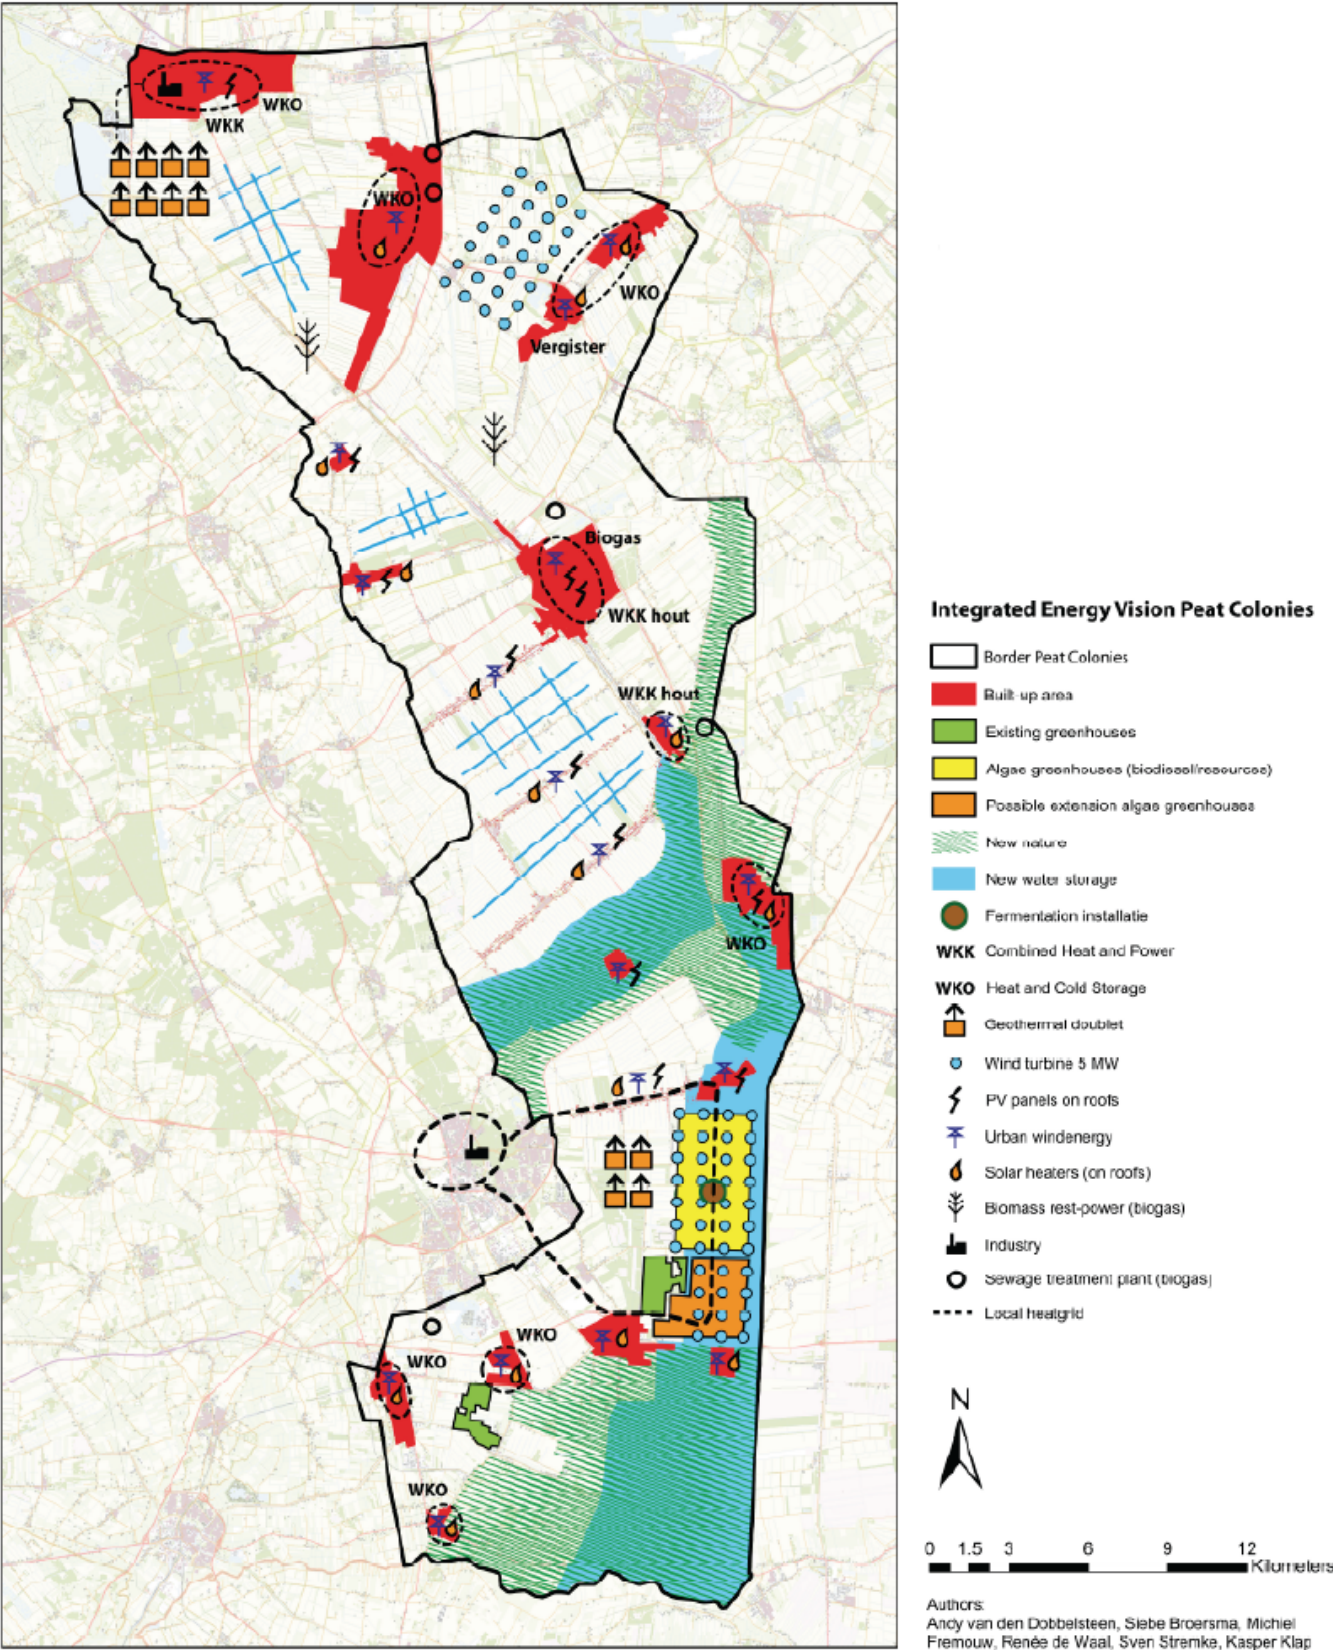 WKO
WKK
WKO
WKO
Vergister
Biogas
WKK hout
WKK hout
WKO
WKO
WKO
WKO
Integrated Energy Vision Peat Colonies
Border Peat Colonies
Built-up area
Existing greenhouses
Algae greenhouses (biodiesel/resources)
Possible extension algae greenhouses
New nature
New water storage
Fermentation installatie
WKK Combined Heat and Power
WKO Heat and Cold Storage
Geothermal doublet
Wind turbine 5 MW
PV panels on roofs
Urban windenergy
Solar heaters (on roofs)
Biomass rest-power (biogas)
Industry
Sewage treatment plant (biogas)
Local heatgrid
N
0 1.5 3 6 9 12
Kilometers
Authors:
Andy van den Dobbelsteen, Siebe Broersma, Michiel
Fremouw, Renée de Waal, Sven Stremke, Kasper Klap